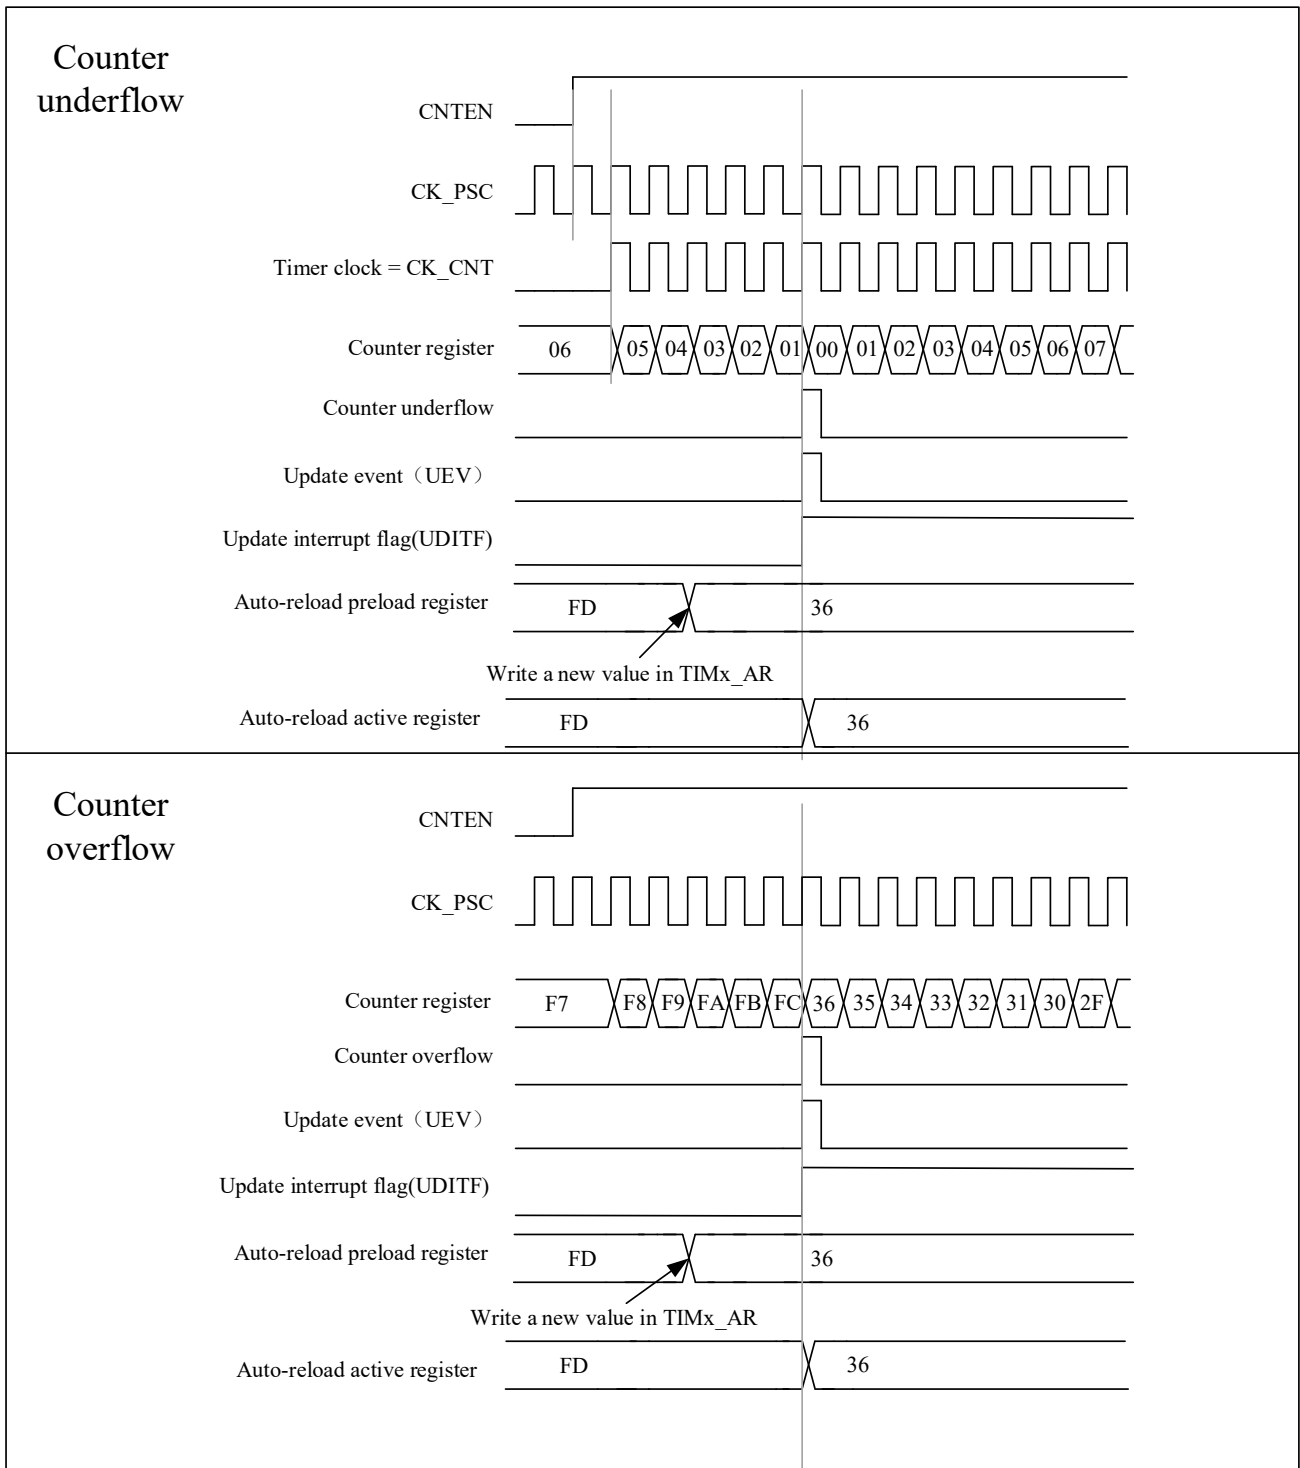 Counter
underflow
CNTEN
CK_PSC
Timer clock = CK_CNT
Counter register 06 05 04 03 02 01 00 01 02 03 04 05 06 07
Counter underflow
Update event（UEV）
Update interrupt flag(UDITF)
Auto-reload preload register FD 36
Write a new value in TIMx_AR
Auto-reload active register FD 36
Counter
overflow
CNTEN
CK_PSC
Counter register F7 F8 F9 FA FB FC 36 35 34 33 32 31 30 2F
Counter overflow
Update event（UEV）
Update interrupt flag(UDITF)
Auto-reload preload register FD 36
Write a new value in TIMx_AR
Auto-reload active register FD 36